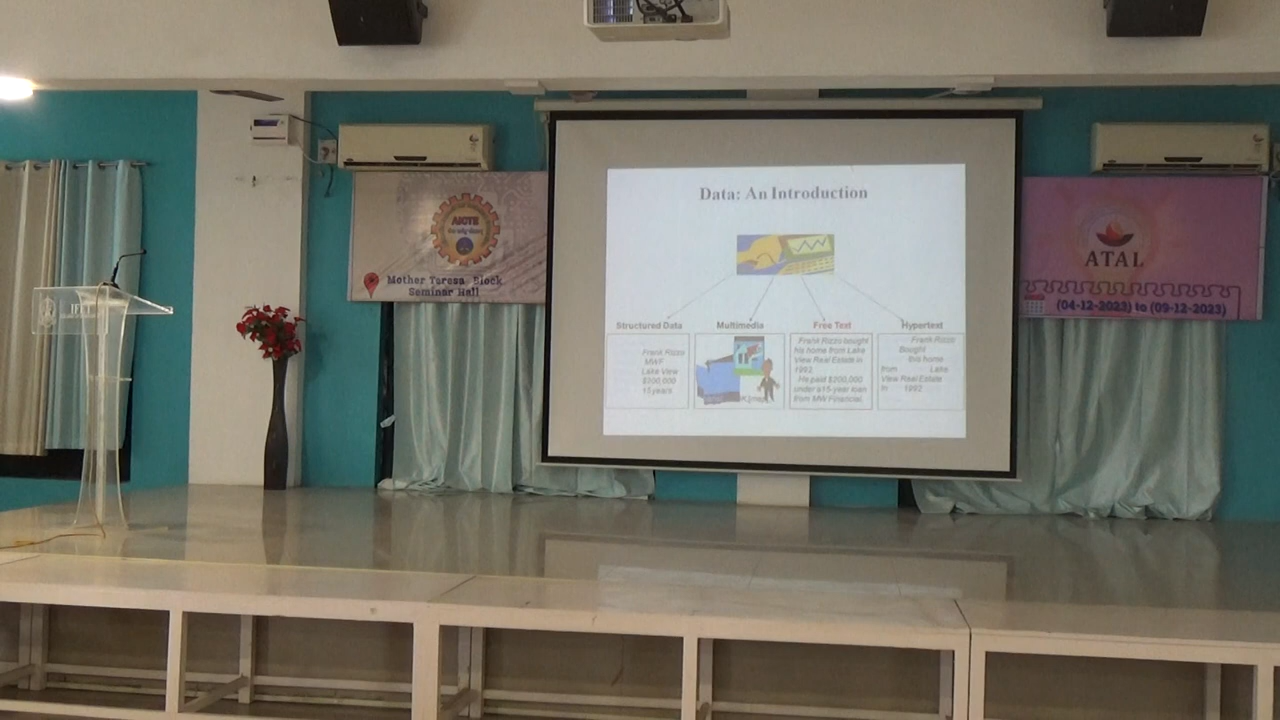 AICTE
Mother Teresa Block
Seminar Hall
Data: An Introduction
Structured Data
Frank Rizzo
MWF
Lake View
$200,000
15 years
Multimedia
Free Text
Frank Rizzo bought
his home from Lake
View Real Estate in
1992.
He paid $200,000
under a 15-year loan
from MW Financial.
Hypertext
Frank Rizzo
Bought
this home
from Lake
View Real Estate
In 1992
ATAL
(04-12-2023) to (09-12-2023)